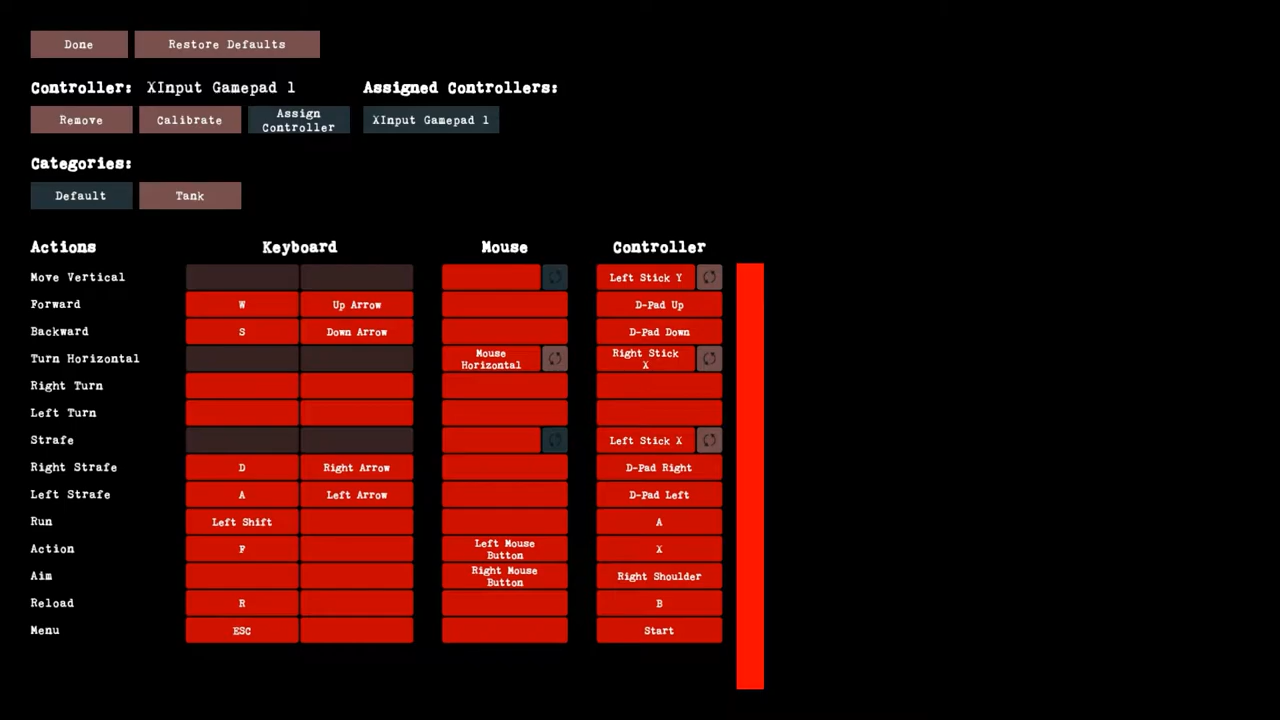 Done Restore Defaults
Controller: XInput Gamepad 1 Assigned Controllers:
Remove Calibrate Assign Controller XInput Gamepad 1
Categories:
Default Tank
Actions Keyboard Mouse Controller
Move Vertical Left Stick Y
Forward W Up Arrow D-Pad Up
Backward S Down Arrow D-Pad Down
Turn Horizontal Mouse Horizontal Right Stick X
Right Turn
Left Turn
Strafe Left Stick X
Right Strafe D Right Arrow D-Pad Right
Left Strafe A Left Arrow D-Pad Left
Run Left Shift A
Action F Left Mouse Button X
Aim Right Mouse Button Right Shoulder
Reload R B
Menu ESC Start